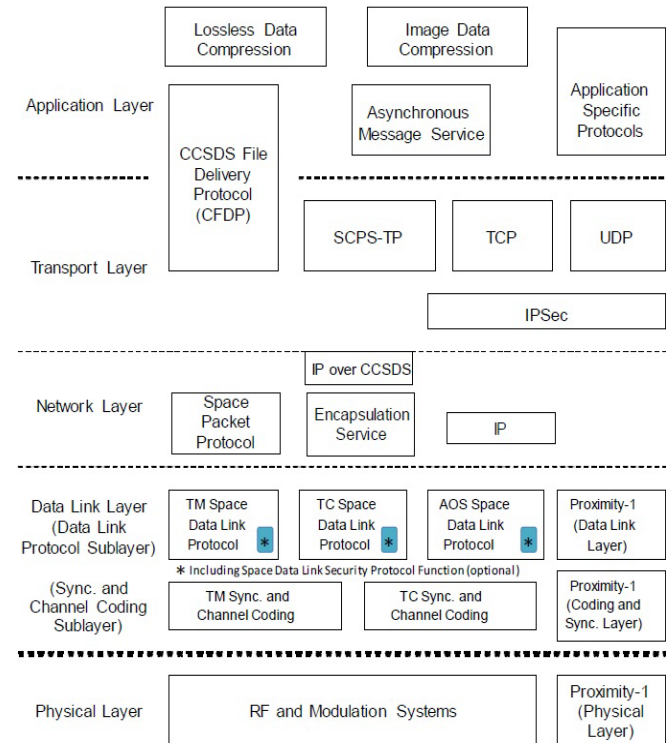 Lossless Data
Compression
Image Data
Compression
Application Layer
CCSDS File
Delivery
Protocol
(CFDP)
Asynchronous
Message Service
Application
Specific
Protocols
Transport Layer
SCPS-TP
TCP
UDP
IPSec
IP over CCSDS
Network Layer
Space
Packet
Protocol
Encapsulation
Service
IP
Data Link Layer
(Data Link
Protocol Sublayer)
TM Space
Data Link
Protocol *
TC Space
Data Link
Protocol *
AOS Space
Data Link
Protocol *
Proximity-1
(Data Link
Layer)
* Including Space Data Link Security Protocol Function (optional)
(Sync. and
Channel Coding
Sublayer)
TM Sync. and
Channel Coding
TC Sync. and
Channel Coding
Proximity-1
(Coding and
Sync. Layer)
Physical Layer
RF and Modulation Systems
Proximity-1
(Physical
Layer)